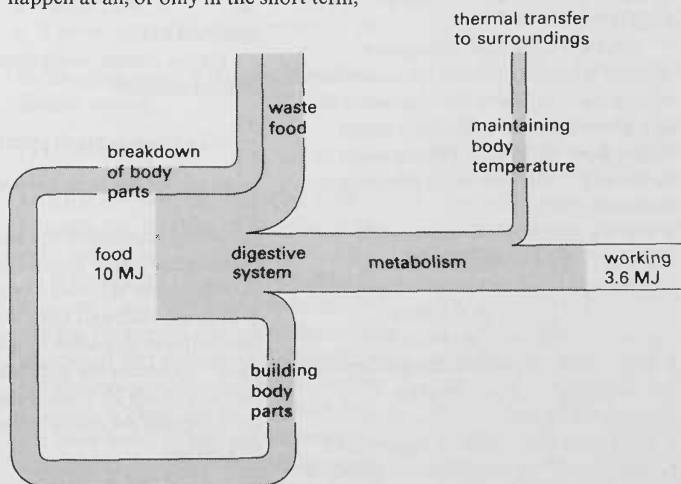 happen at all, or only in the short term,
thermal transfer
to surroundings
waste
food
maintaining
body
temperature
breakdown
of body
parts
food
10 MJ
digestive
system
metabolism
working
3.6 MJ
building
body
parts